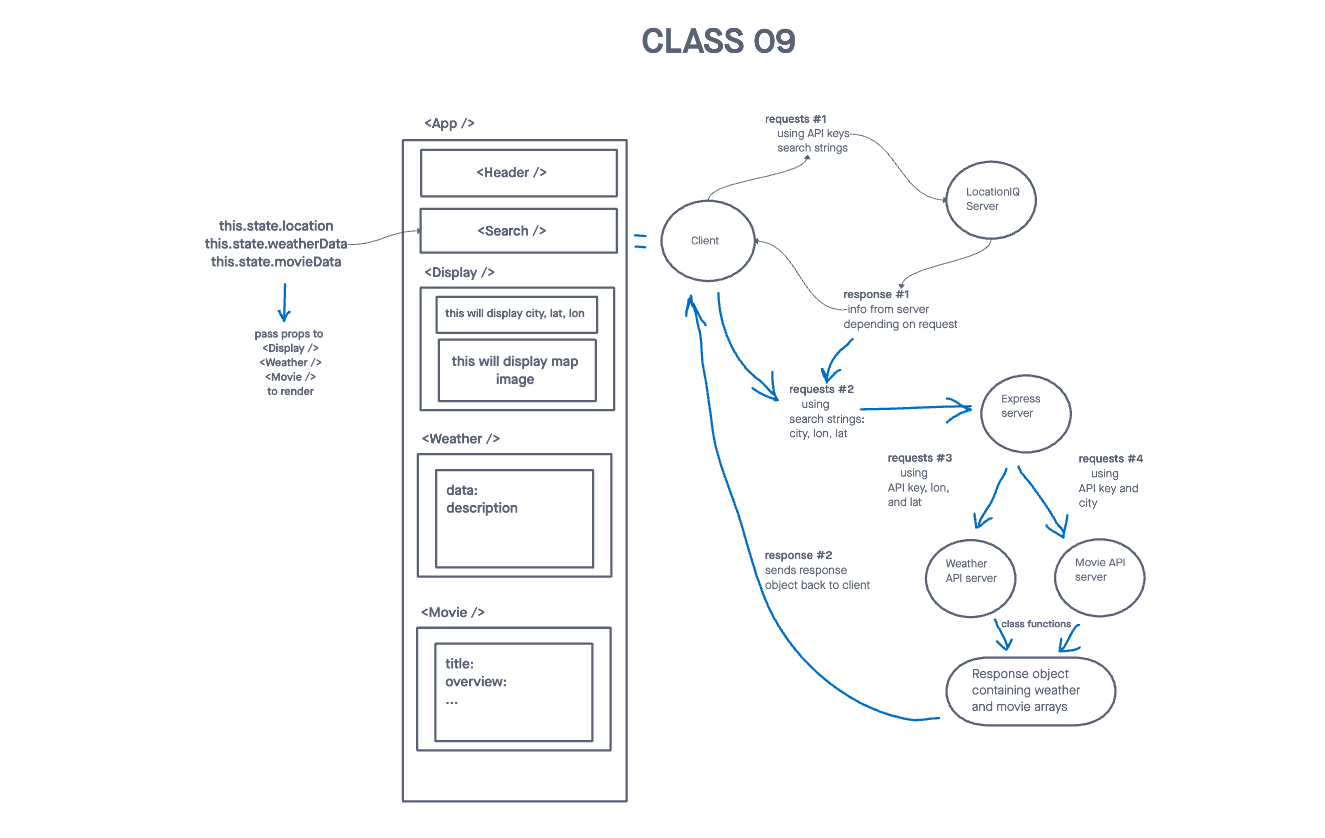 CLASS 09
<App />
<Header />
<Search />
this.state.location
this.state.weatherData
this.state.movieData
pass props to
<Display />
<Weather />
<Movie />
to render
<Display />
this will display city, lat, lon
this will display map
image
<Weather />
data:
description
<Movie />
title:
overview:
...
Client
requests #1
using API keys
search strings
LocationIQ
Server
response #1
-info from server
depending on request
requests #2
using
search strings:
city, lon, lat
Express
server
requests #3
using
API key, lon,
and lat
requests #4
using
API key and
city
Weather
API server
Movie API
server
class functions
Response object
containing weather
and movie arrays
response #2
sends response
object back to client